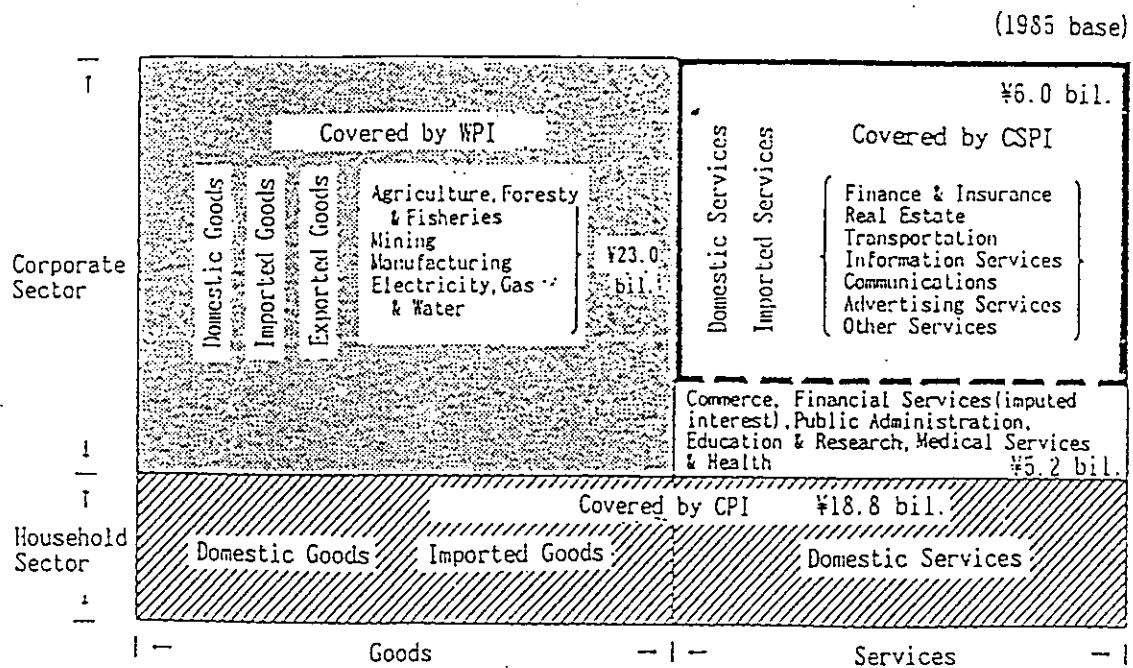 (1985 base)
¥6.0 bil.
Covered by WPI
Covered by CSPI
Domestic Goods
Imported Goods
Exported Goods
Agriculture, Foresty
& Fisheries
Mining
Manufacturing
Electricity, Gas
& Water
¥23.0
bil.
Domestic Services
Imported Services
Finance & Insurance
Real Estate
Transportation
Information Services
Communications
Advertising Services
Other Services
Corporate
Sector
Commerce, Financial Services(imputed
interest), Public Administration,
Education & Research, Medical Services
& Health
¥5.2 bil.
Covered by CPI ¥18.8 bil.
Household
Sector
Domestic Goods
Imported Goods
Domestic Services
Goods
Services